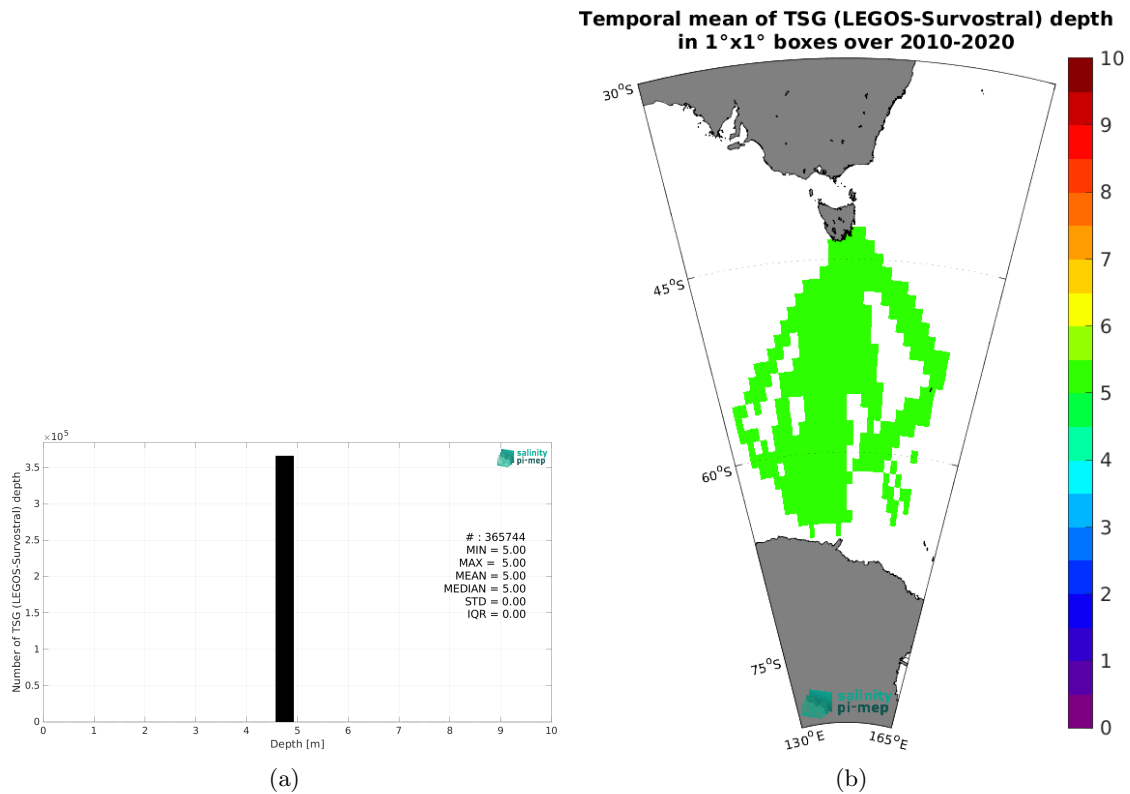 Temporal mean of TSG (LEGOS-Survostral) depth
in 1°x1° boxes over 2010-2020
30°S
45°S
60°S
75°S
130°E
165°E
salinity
pi-mep
10
9
8
7
6
5
4
3
2
1
0
×10⁵
3.5
3
2.5
2
1.5
1
0.5
0
Number of TSG (LEGOS-Survostral) depth
salinity
pi-mep
# : 365744
MIN = 5.00
MAX = 5.00
MEAN = 5.00
MEDIAN = 5.00
STD = 0.00
IQR = 0.00
0 1 2 3 4 5 6 7 8 9 10
Depth [m]
(a)
(b)